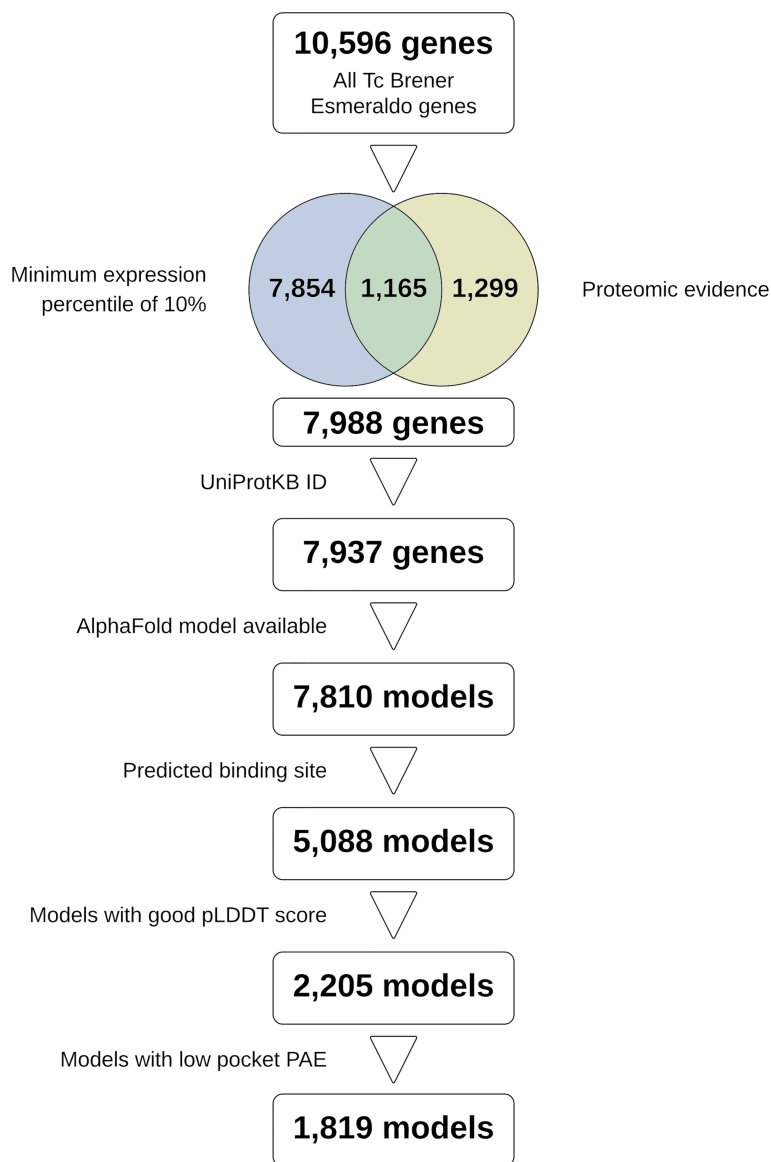 10,596 genes
All Tc Brener
Esmeraldo genes
Minimum expression
percentile of 10%
7,854 1,165 1,299
Proteomic evidence
7,988 genes
UniProtKB ID
7,937 genes
AlphaFold model available
7,810 models
Predicted binding site
5,088 models
Models with good pLDDT score
2,205 models
Models with low pocket PAE
1,819 models